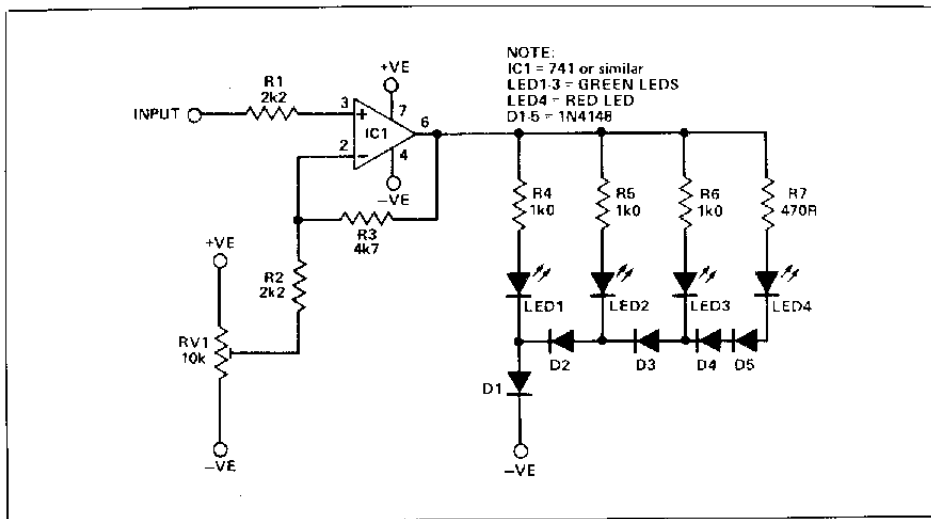 NOTE:
IC1 = 741 or similar
LED1-3 = GREEN LEDS
LED4 = RED LED
D1-5 = 1N4148
+VE
R1
2k2
INPUT
3
+
7
IC1
6
2
−
4
−VE
R3
4k7
R4
1k0
R5
1k0
R6
1k0
R7
470R
+VE
R2
2k2
RV1
10k
−VE
LED1
LED2
LED3
LED4
D2
D3
D4
D5
D1
−VE